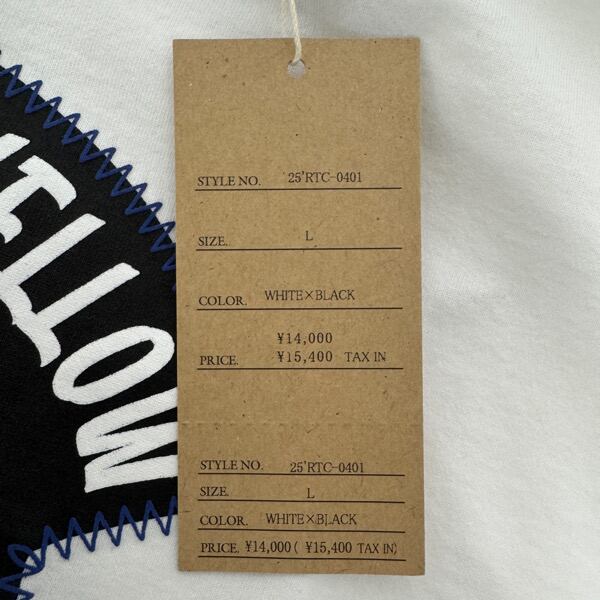 ELLOW
STYLE NO. 25'RTC-0401
SIZE. L
COLOR. WHITE×BLACK
¥14,000
PRICE. ¥15,400 TAX IN
STYLE NO. 25'RTC-0401
SIZE. L
COLOR. WHITE×BLACK
PRICE. ¥14,000( ¥15,400 TAX IN)